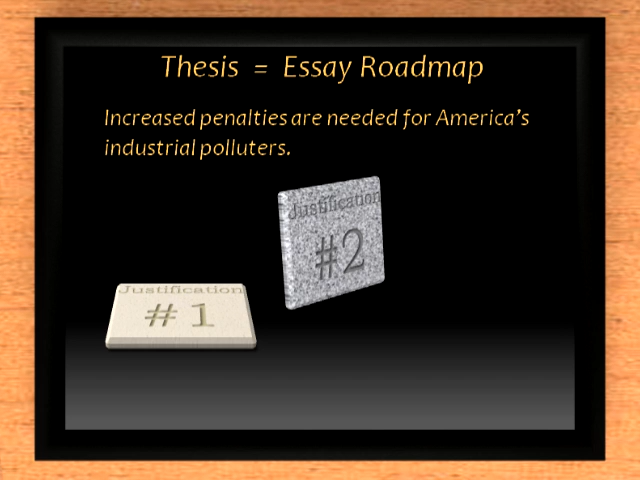 Thesis = Essay Roadmap
Increased penalties are needed for America's
industrial polluters.
Justification
#2
Justification
# 1